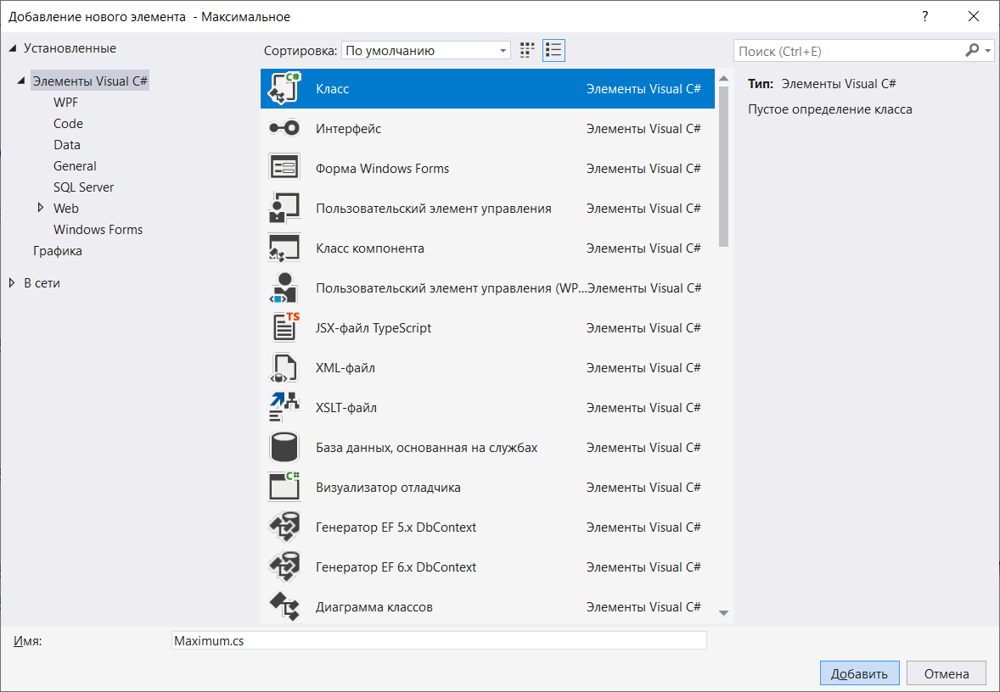 Добавление нового элемента - Максимальное
?
Установленные
Элементы Visual C#
WPF
Code
Data
General
SQL Server
Web
Windows Forms
Графика
В сети
Сортировка: По умолчанию
C# Класс Элементы Visual C#
Интерфейс Элементы Visual C#
Форма Windows Forms Элементы Visual C#
Пользовательский элемент управления Элементы Visual C#
Класс компонента Элементы Visual C#
Пользовательский элемент управления (WP... Элементы Visual C#
TS JSX-файл TypeScript Элементы Visual C#
XML-файл Элементы Visual C#
XSLT-файл Элементы Visual C#
База данных, основанная на службах Элементы Visual C#
C# Визуализатор отладчика Элементы Visual C#
Генератор EF 5.x DbContext Элементы Visual C#
Генератор EF 6.x DbContext Элементы Visual C#
Диаграмма классов Элементы Visual C#
Поиск (Ctrl+E)
Тип: Элементы Visual C#
Пустое определение класса
Имя: Maximum.cs
Добавить Отмена